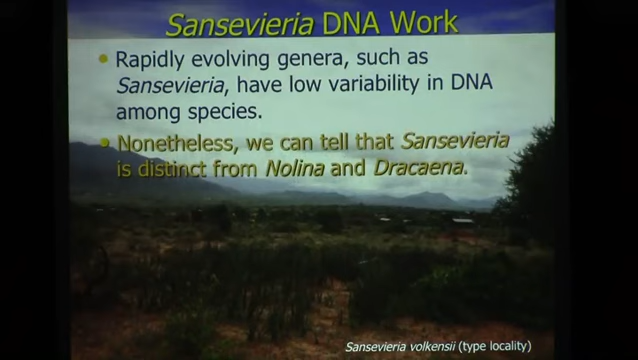 Sansevieria DNA Work
• Rapidly evolving genera, such as
Sansevieria, have low variability in DNA
among species.
• Nonetheless, we can tell that Sansevieria
is distinct from Nolina and Dracaena.
Sansevieria volkensii (type locality)